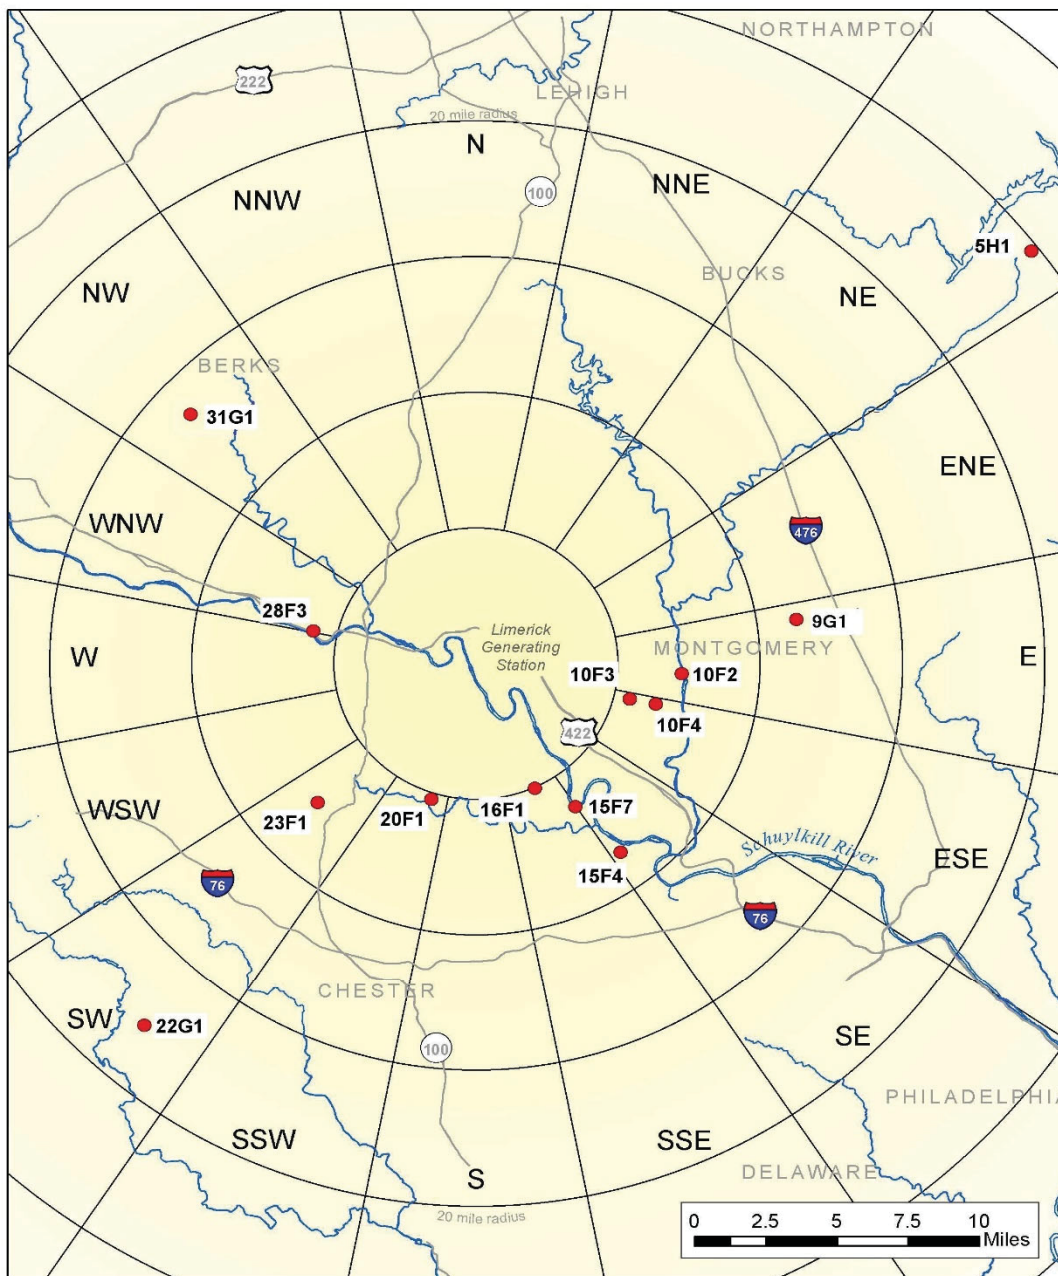 NORTHAMPTON
222
LEHIGH
20 mile radius
N
NNW
100
NNE
5H1
BUCKS
NW
NE
BERKS
31G1
ENE
WNW
476
28F3
Limerick
Generating
Station
9G1
W
MONTGOMERY
E
10F3
10F2
10F4
422
WSW
23F1
20F1
16F1
15F7
Schuylkill River
ESE
15F4
76
76
CHESTER
SW
22G1
100
SE
PHILADELPHIA
SSW
SSE
S
DELAWARE
20 mile radius
0 2.5 5 7.5 10
Miles